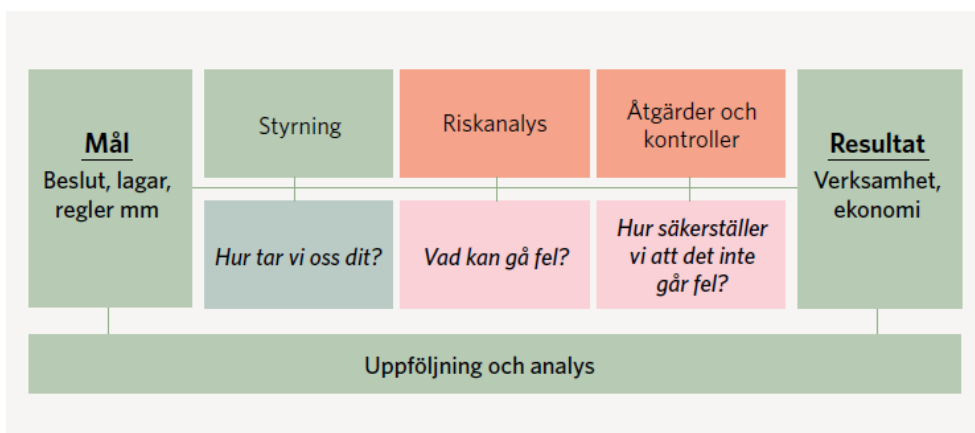 Mål
Beslut, lagar,
regler mm
Styrning
Hur tar vi oss dit?
Riskanalys
Vad kan gå fel?
Åtgärder och
kontroller
Hur säkerställer
vi att det inte
går fel?
Resultat
Verksamhet,
ekonomi
Uppföljning och analys